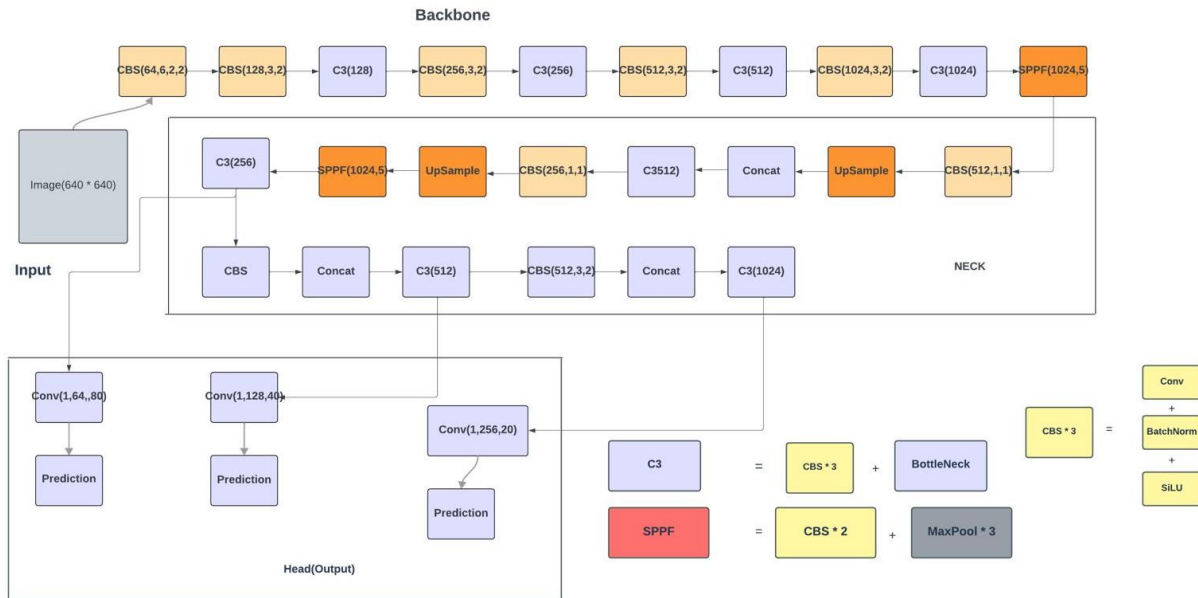 Backbone
CBS(64,6,2,2)
CBS(128,3,2)
C3(128)
CBS(256,3,2)
C3(256)
CBS(512,3,2)
C3(512)
CBS(1024,3,2)
C3(1024)
SPPF(1024,5)
Image(640 * 640)
Input
C3(256)
SPPF(1024,5)
UpSample
CBS(256,1,1)
C3512)
Concat
UpSample
CBS(512,1,1)
CBS
Concat
C3(512)
CBS(512,3,2)
Concat
C3(1024)
NECK
Conv(1,64,,80)
Conv(1,128,40)
Conv(1,256,20)
Prediction
Prediction
Prediction
Head(Output)
C3
=
CBS * 3
+
BottleNeck
SPPF
=
CBS * 2
+
MaxPool * 3
CBS * 3
=
Conv
+
BatchNorm
+
SiLU